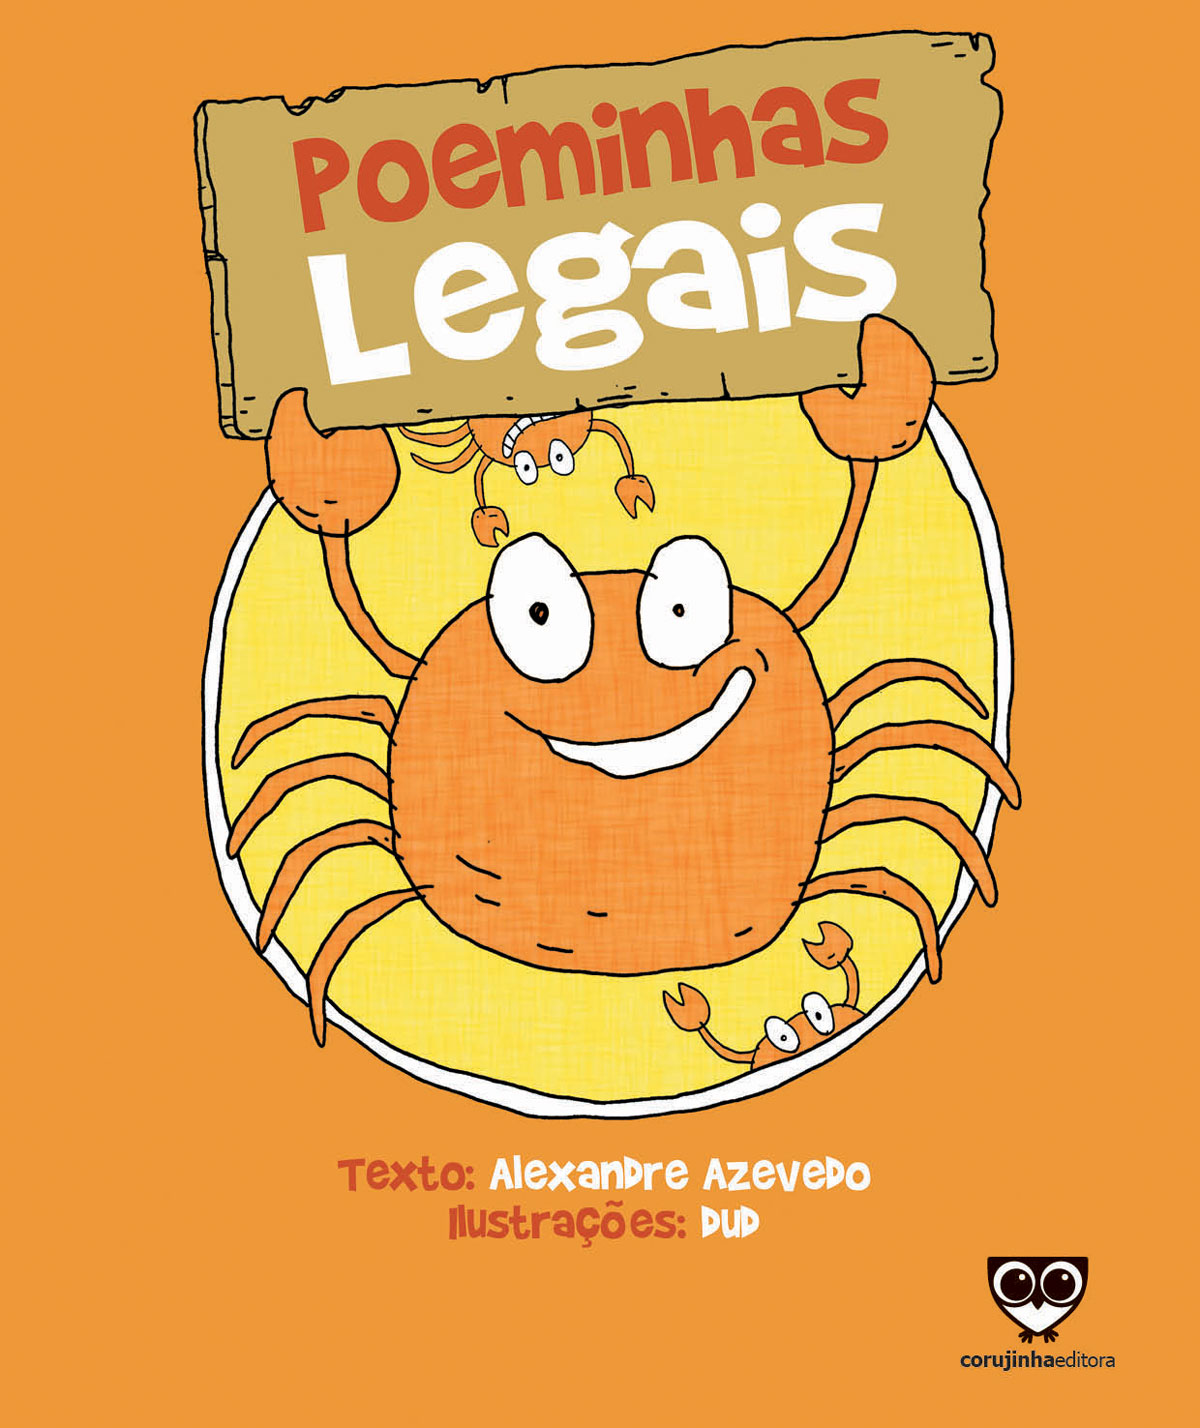 Poeminhas
Legais
Texto: Alexandre Azevedo
Ilustrações: DUD
corujinhaeditora